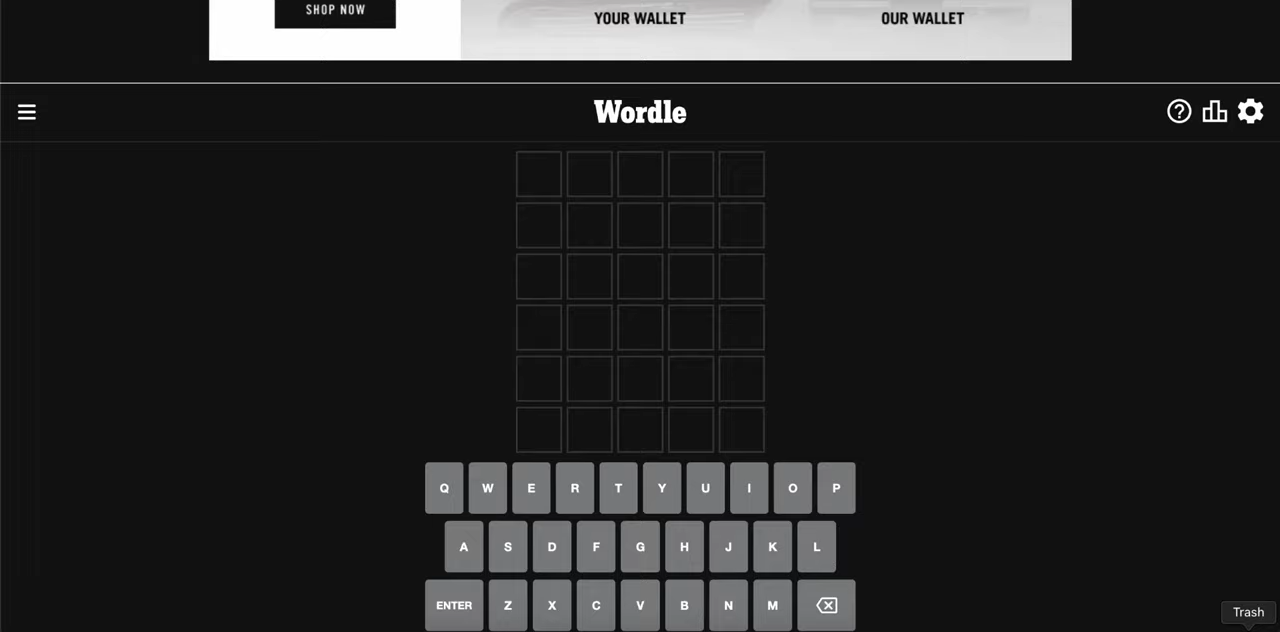 SHOP NOW
YOUR WALLET OUR WALLET
Wordle
Q W E R T Y U I O P
A S D F G H J K L
ENTER Z X C V B N M
Trash